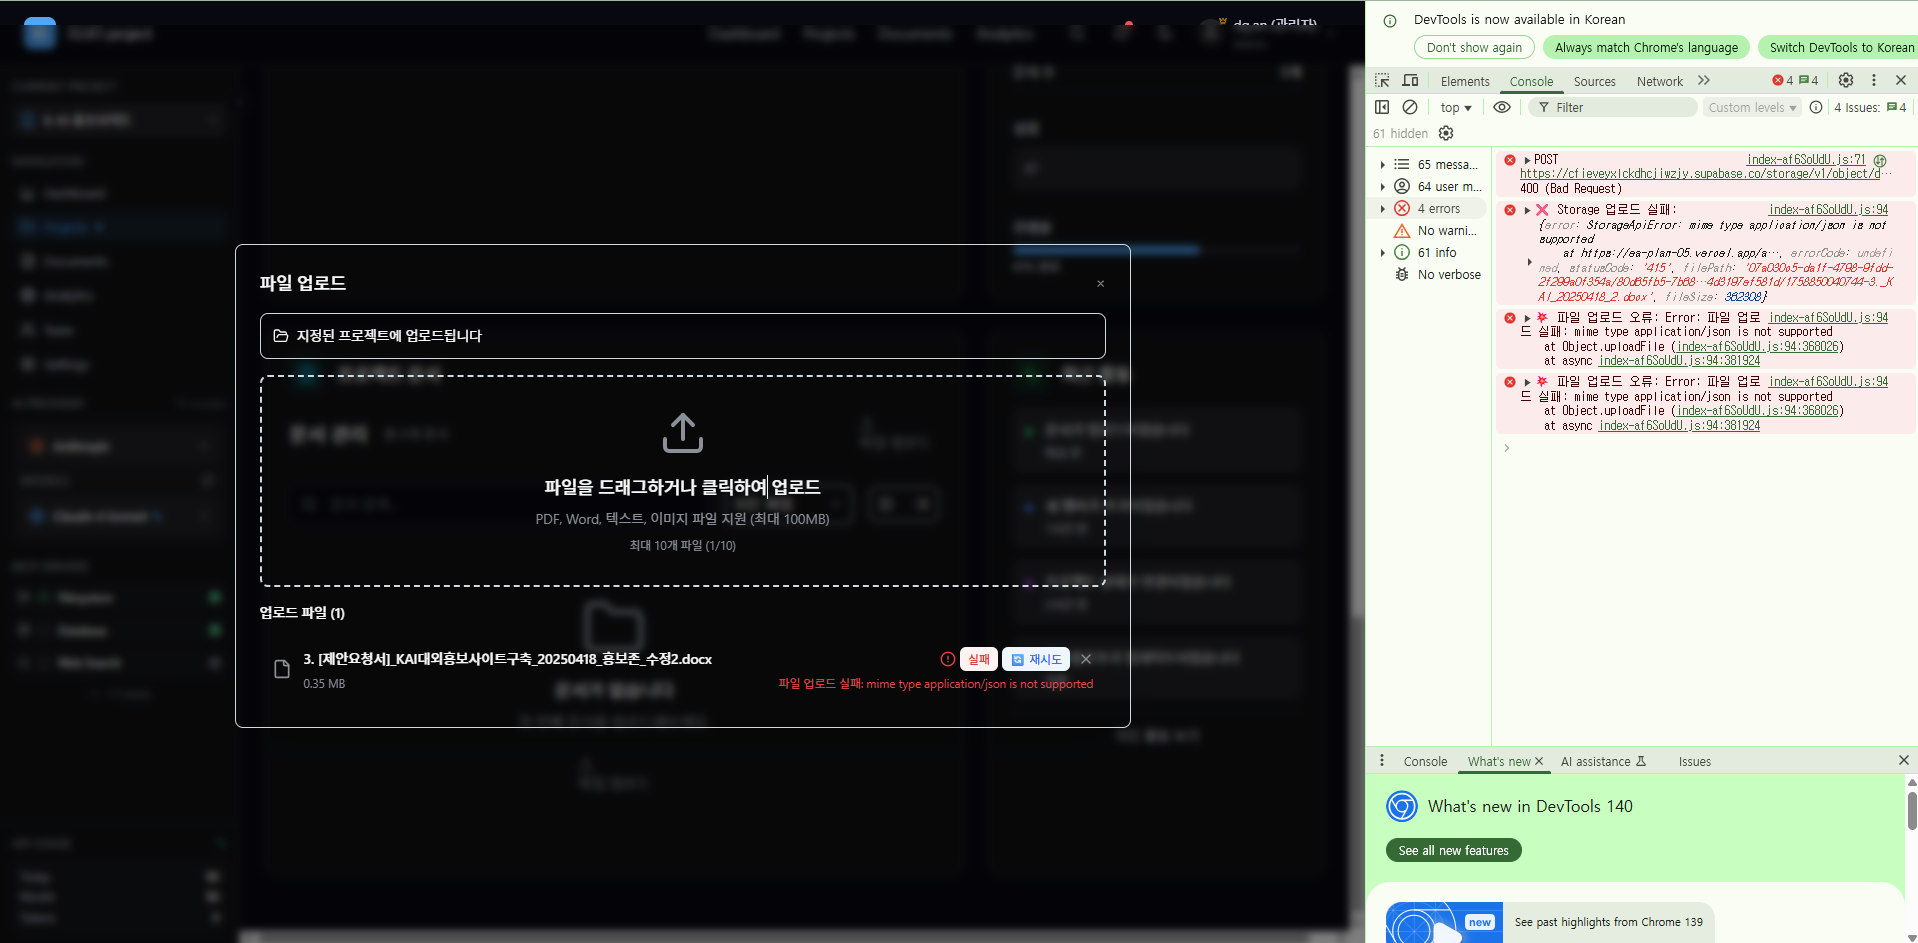 dg.an (관리자)
파일 업로드
×
지정된 프로젝트에 업로드됩니다
파일을 드래그하거나 클릭하여 업로드
PDF, Word, 텍스트, 이미지 파일 지원 (최대 100MB)
최대 10개 파일 (1/10)
업로드 파일 (1)
3. [제안요청서]_KAI대외홍보사이트구축_20250418_홍보존_수정2.docx
0.35 MB
실패
재시도
파일 업로드 실패: mime type application/json is not supported
DevTools is now available in Korean
Don't show again
Always match Chrome's language
Switch DevTools to Korean
Elements Console Sources Network 4 4
top Filter Custom levels 4 Issues: 4
61 hidden
65 messa...
64 user m...
4 errors
No warni...
61 info
No verbose
POST index-af6SoUdU.js:71
https://cfieveyxlckdhcjiwzjy.supabase.co/storage/v1/object/d…
400 (Bad Request)
❌ Storage 업로드 실패: index-af6SoUdU.js:94
{error: StorageApiError: mime type application/json is not
supported
at https://ea-plan-05.vercel.app/a…, errorCode: undefi
ned, statusCode: '415', filePath:
_K
AI_20250418_2.docx', fileSize: 362308}
파일 업로드 오류: Error: 파일 업로 index-af6SoUdU.js:94
드 실패: mime type application/json is not supported
at Object.uploadFile (index-af6SoUdU.js:94:368026)
at async index-af6SoUdU.js:94:381924
파일 업로드 오류: Error: 파일 업로 index-af6SoUdU.js:94
드 실패: mime type application/json is not supported
at Object.uploadFile (index-af6SoUdU.js:94:368026)
at async index-af6SoUdU.js:94:381924
Console What's new AI assistance Issues
What's new in DevTools 140
See all new features
new
See past highlights from Chrome 139